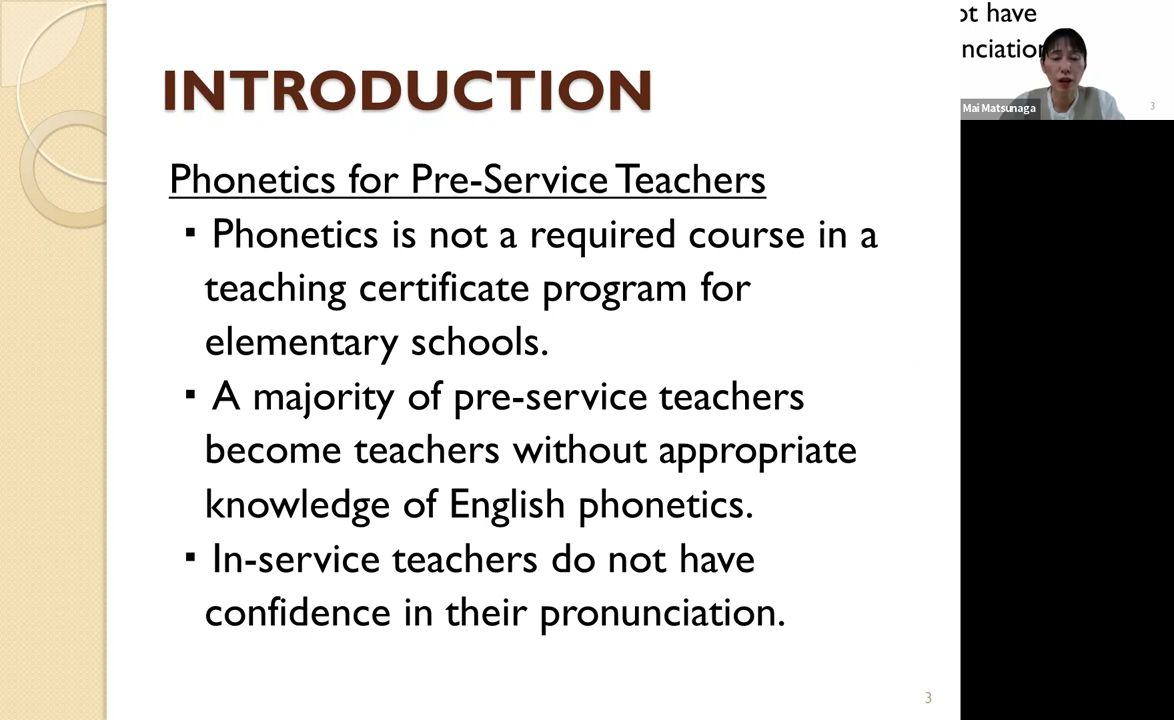 INTRODUCTION
Phonetics for Pre-Service Teachers
▪ Phonetics is not a required course in a
teaching certificate program for
elementary schools.
▪ A majority of pre-service teachers
become teachers without appropriate
knowledge of English phonetics.
▪ In-service teachers do not have
confidence in their pronunciation.
3
ot have
nciation
Mai Matsunaga
3